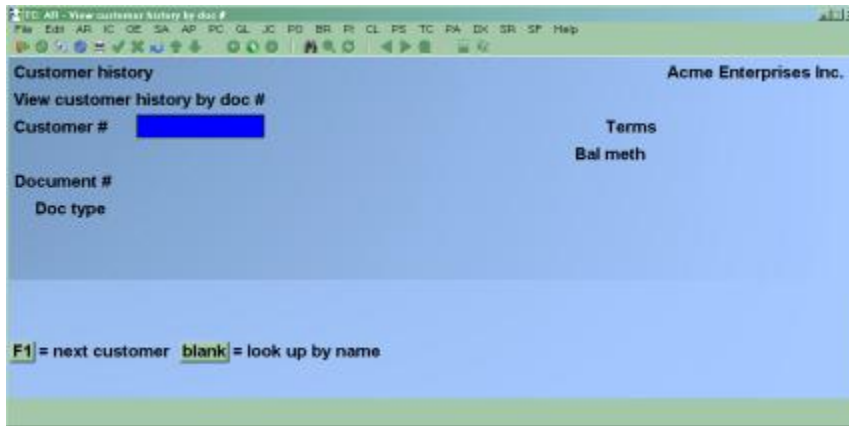 TC: AR - View customer history by doc #
File Edit AR IC OE SA AP PC GL JC PO BR PI CL PS TC PA DX SR SF Help
Customer history Acme Enterprises Inc.
View customer history by doc #
Customer # Terms
Bal meth
Document #
Doc type
F1 = next customer blank = look up by name